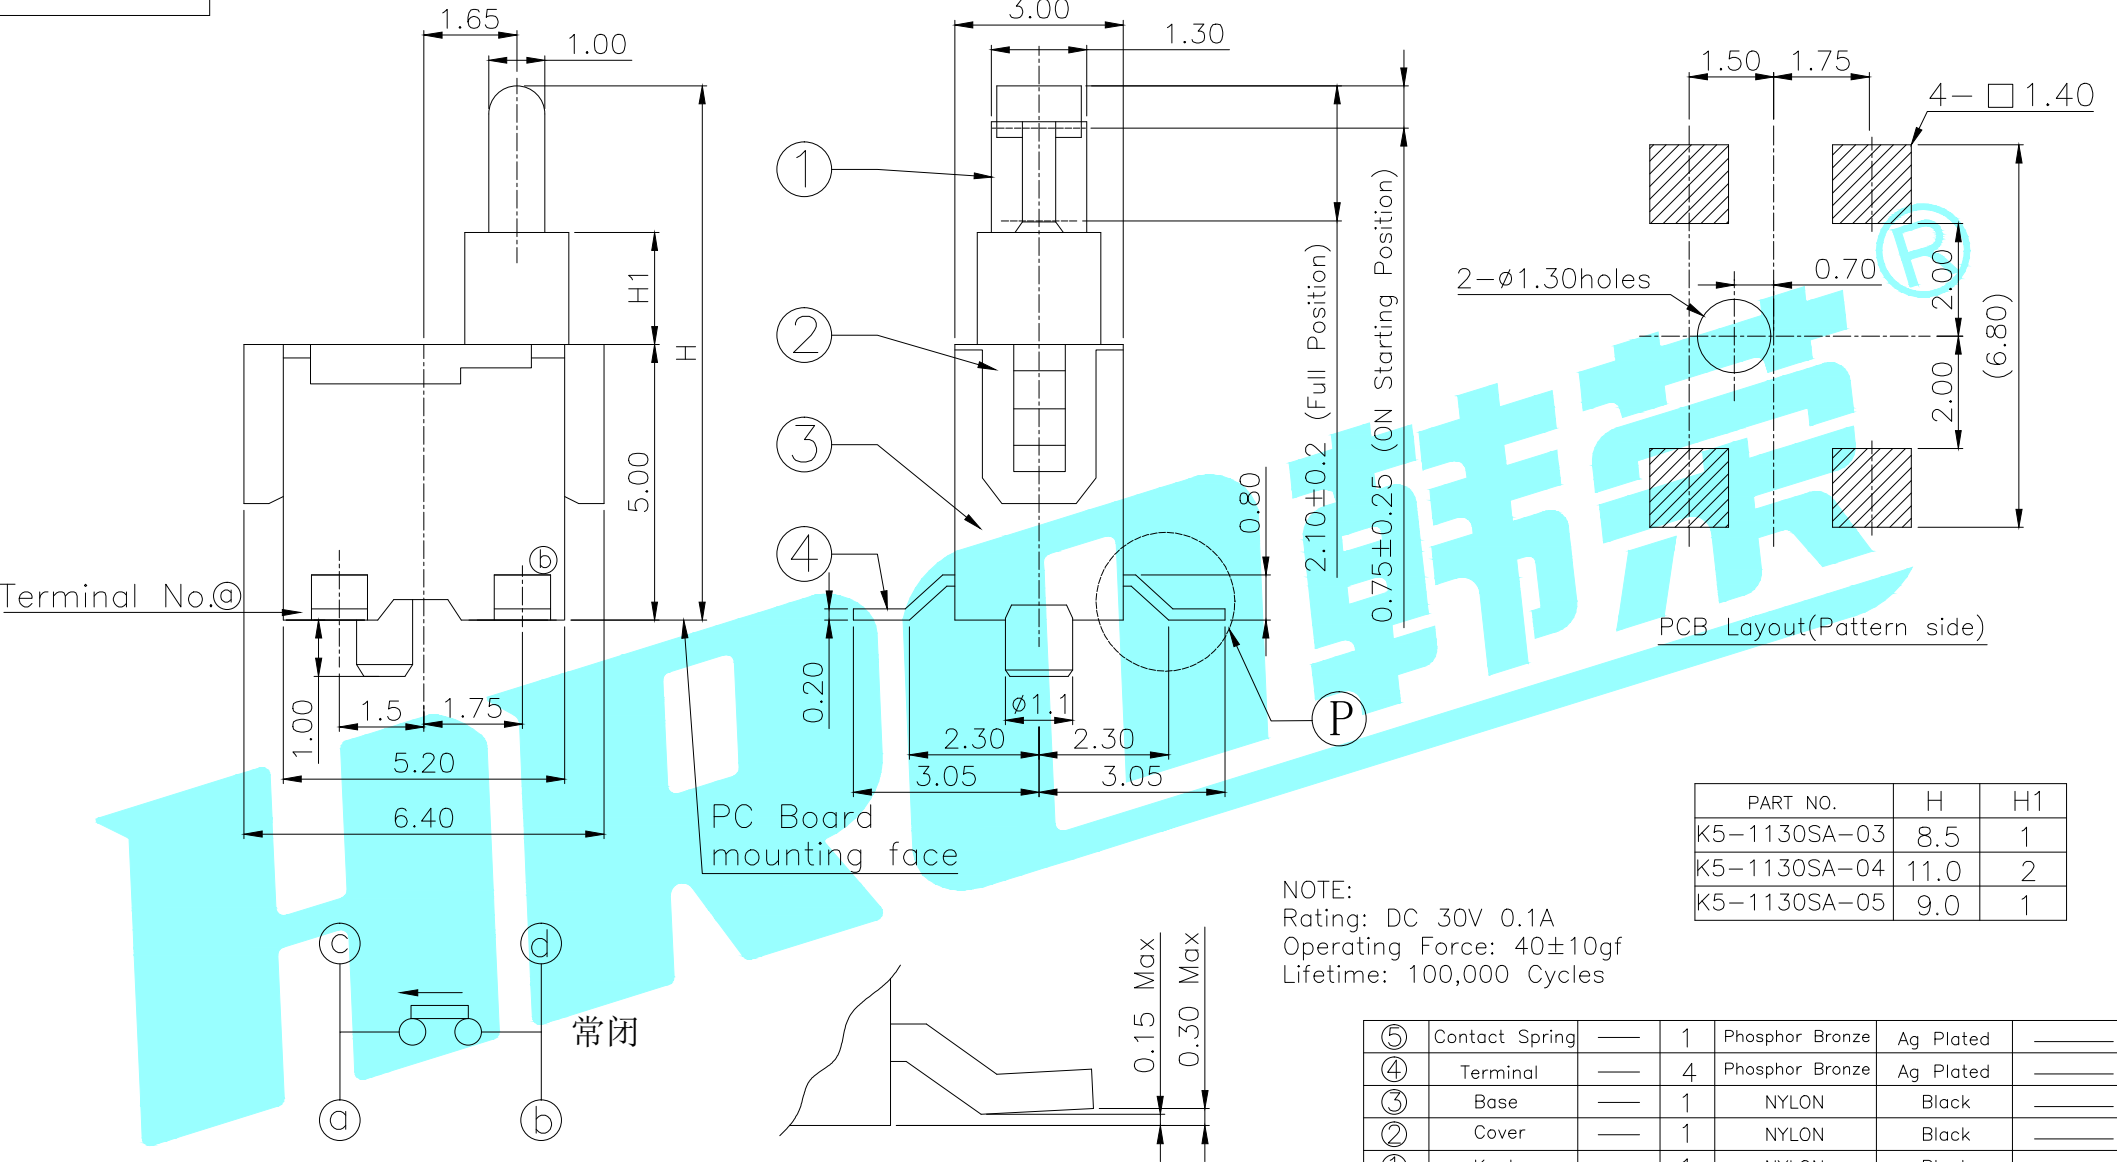 1.65
1.00
3.00
1.30
1.50
1.75
4-□1.40
①
②
③
④
H1
H
5.00
Terminal No.ⓐ
ⓑ
1.00
1.5
1.75
5.20
6.40
0.20
0.80
ø1.1
2.30
2.30
3.05
3.05
P
PC Board
mounting face
2.10±0.2 (Full Position)
0.75±0.25 (ON Starting Position)
2-ø1.30holes
0.70
2.00
2.00
(6.80)
PCB Layout(Pattern side)
®
HRO韩荣
PART NO. H H1
K5-1130SA-03 8.5 1
K5-1130SA-04 11.0 2
K5-1130SA-05 9.0 1
NOTE:
Rating: DC 30V 0.1A
Operating Force: 40±10gf
Lifetime: 100,000 Cycles
ⓒ ⓓ
常闭
ⓐ ⓑ
0.15 Max
0.30 Max
⑤ Contact Spring — 1 Phosphor Bronze Ag Plated —
④ Terminal — 4 Phosphor Bronze Ag Plated —
③ Base — 1 NYLON Black —
② Cover — 1 NYLON Black —